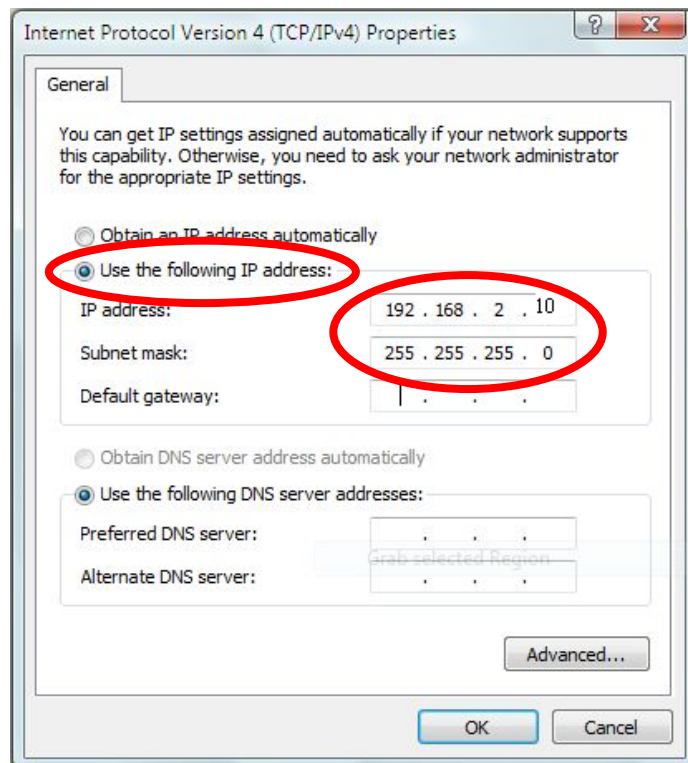 Internet Protocol Version 4 (TCP/IPv4) Properties
General
You can get IP settings assigned automatically if your network supports
this capability. Otherwise, you need to ask your network administrator
for the appropriate IP settings.
Obtain an IP address automatically
Use the following IP address:
IP address: 192 . 168 . 2 . 10
Subnet mask: 255 . 255 . 255 . 0
Default gateway: . . .
Obtain DNS server address automatically
Use the following DNS server addresses:
Preferred DNS server: . . .
Grab selected Region
Alternate DNS server: . . .
Advanced...
OK Cancel